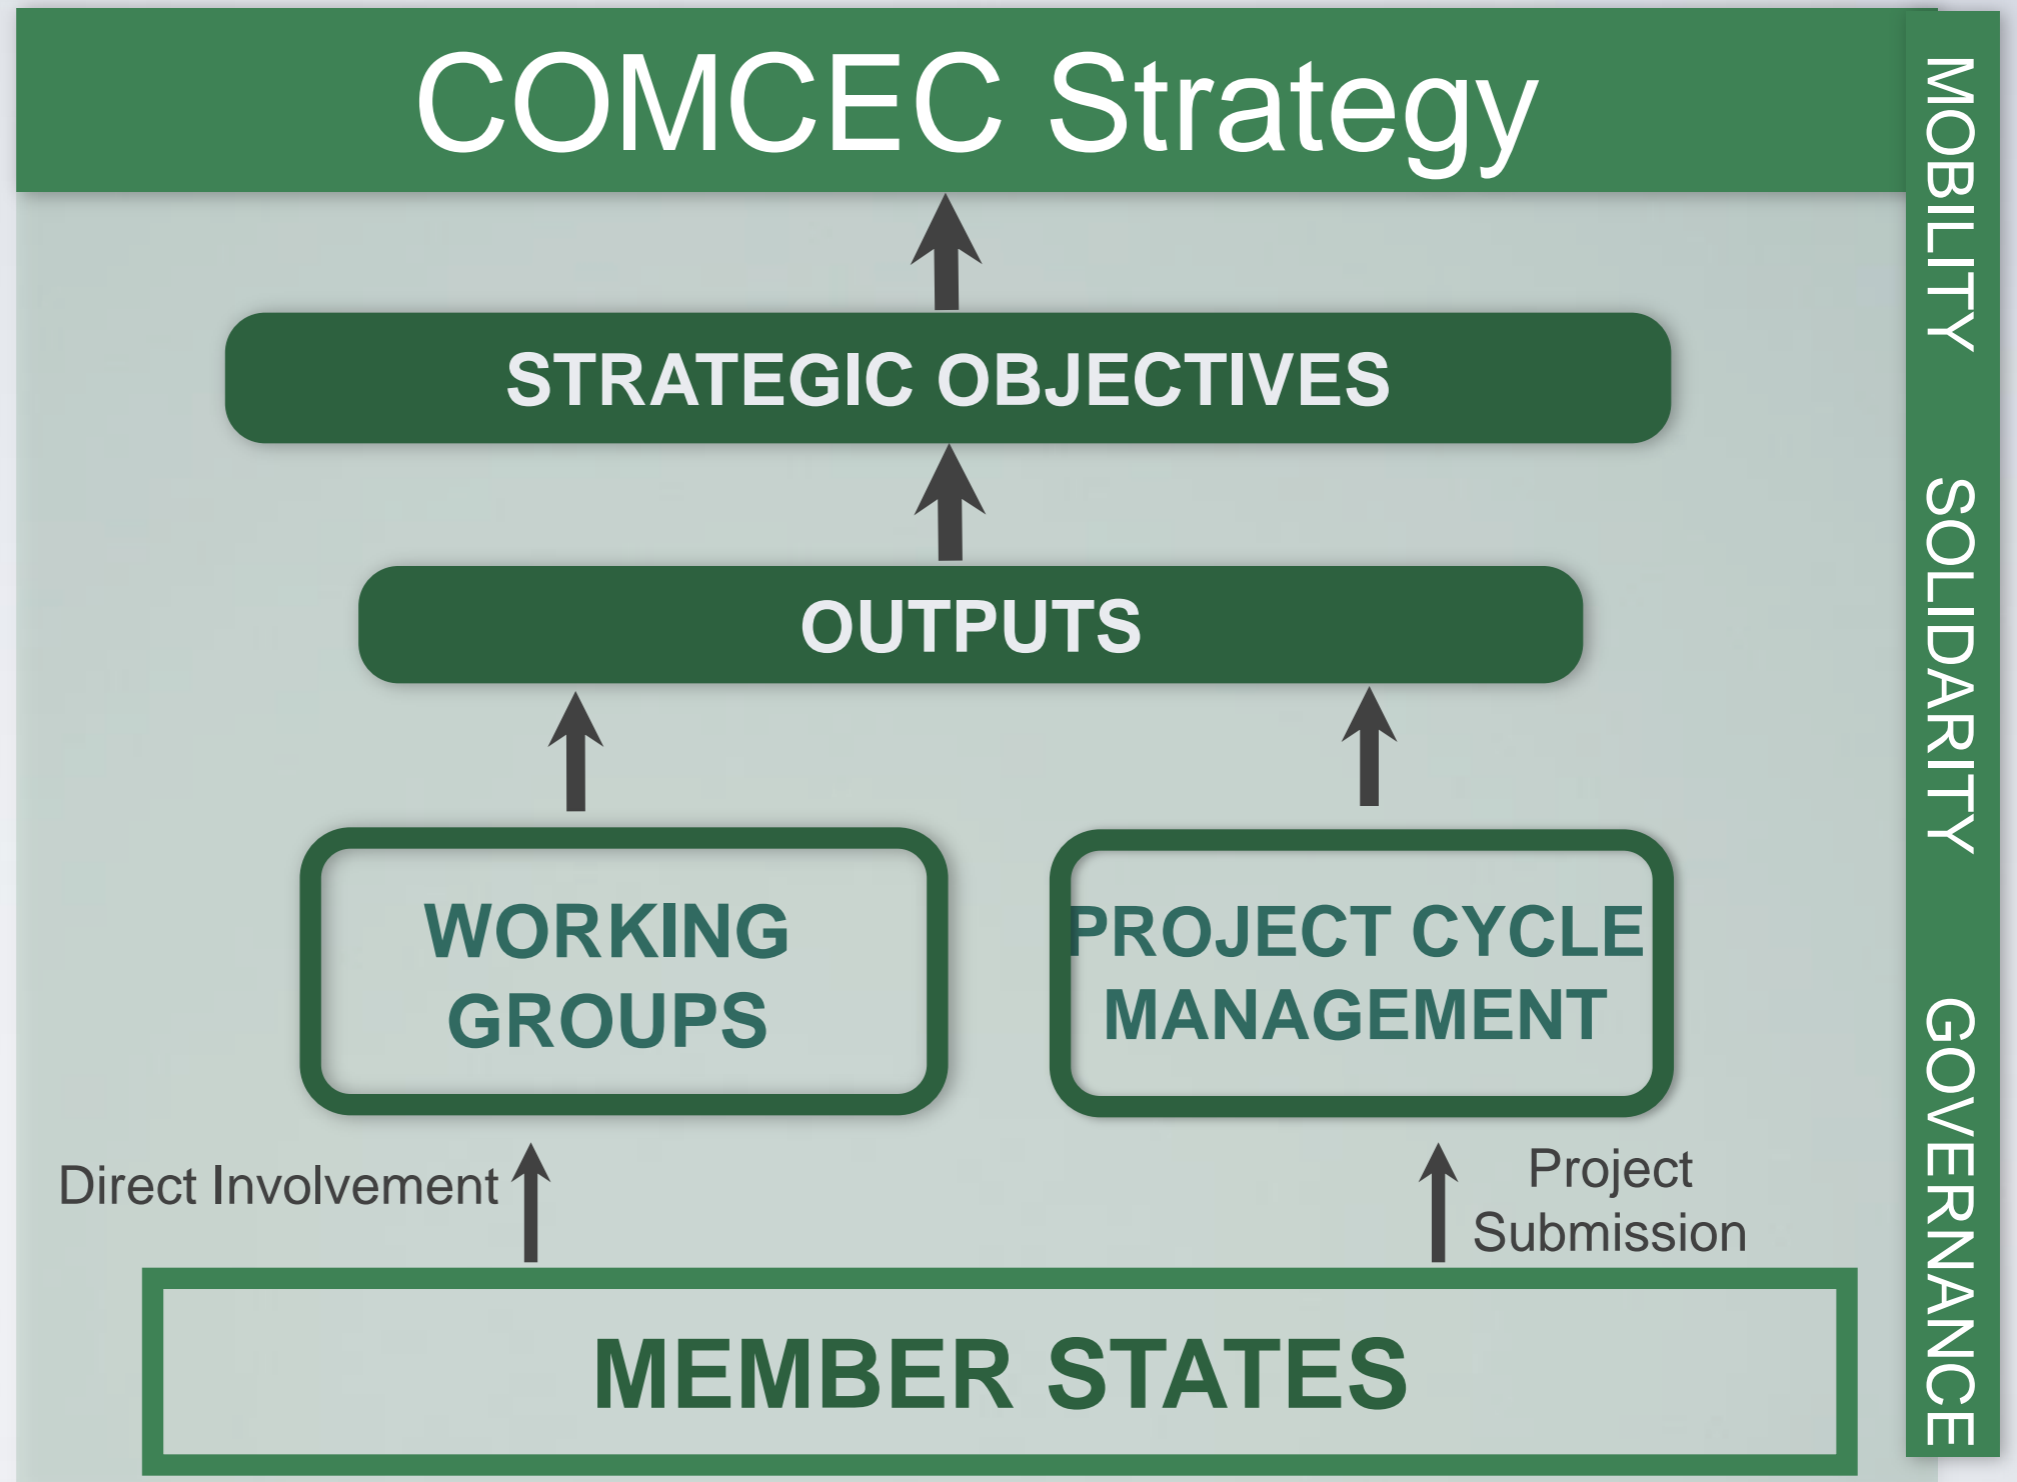 COMCEC Strategy
STRATEGIC OBJECTIVES
OUTPUTS
WORKING
GROUPS
PROJECT CYCLE
MANAGEMENT
Direct Involvement
Project
Submission
MEMBER STATES
MOBILITY
SOLIDARITY
GOVERNANCE